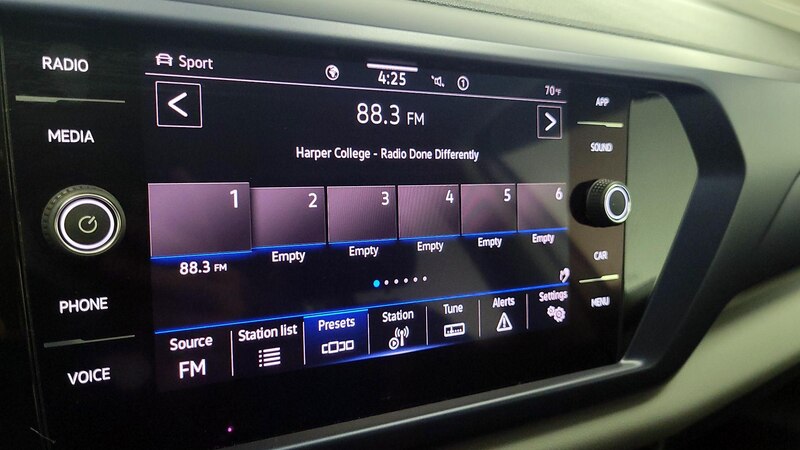 RADIO
MEDIA
PHONE
VOICE
Sport
4:25
1
70°F
88.3 FM
Harper College - Radio Done Differently
1 2 3 4 5 6
88.3 FM Empty Empty Empty Empty Empty
Source Station list Presets Station Tune Alerts Settings
FM
APP
SOUND
CAR
MENU